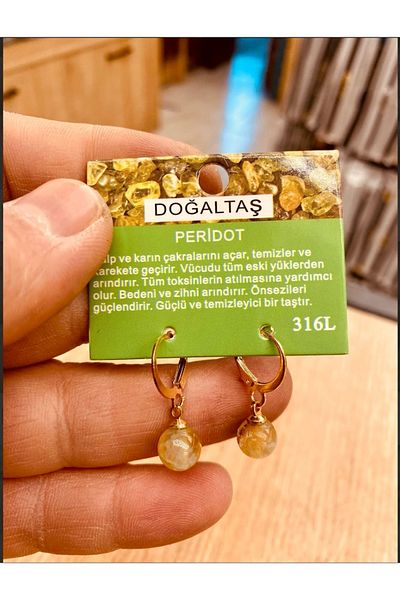 DOĞALTAŞ
PERİDOT
alp ve karın çakralarını açar, temizler ve
arekete geçirir. Vücudu tüm eski yüklerden
arındırır. Tüm toksinlerin atılmasına yardımcı
olur. Bedeni ve zihni arındırır. Önsezileri
güçlendirir. Güçlü ve temizleyici bir taştır.
316L